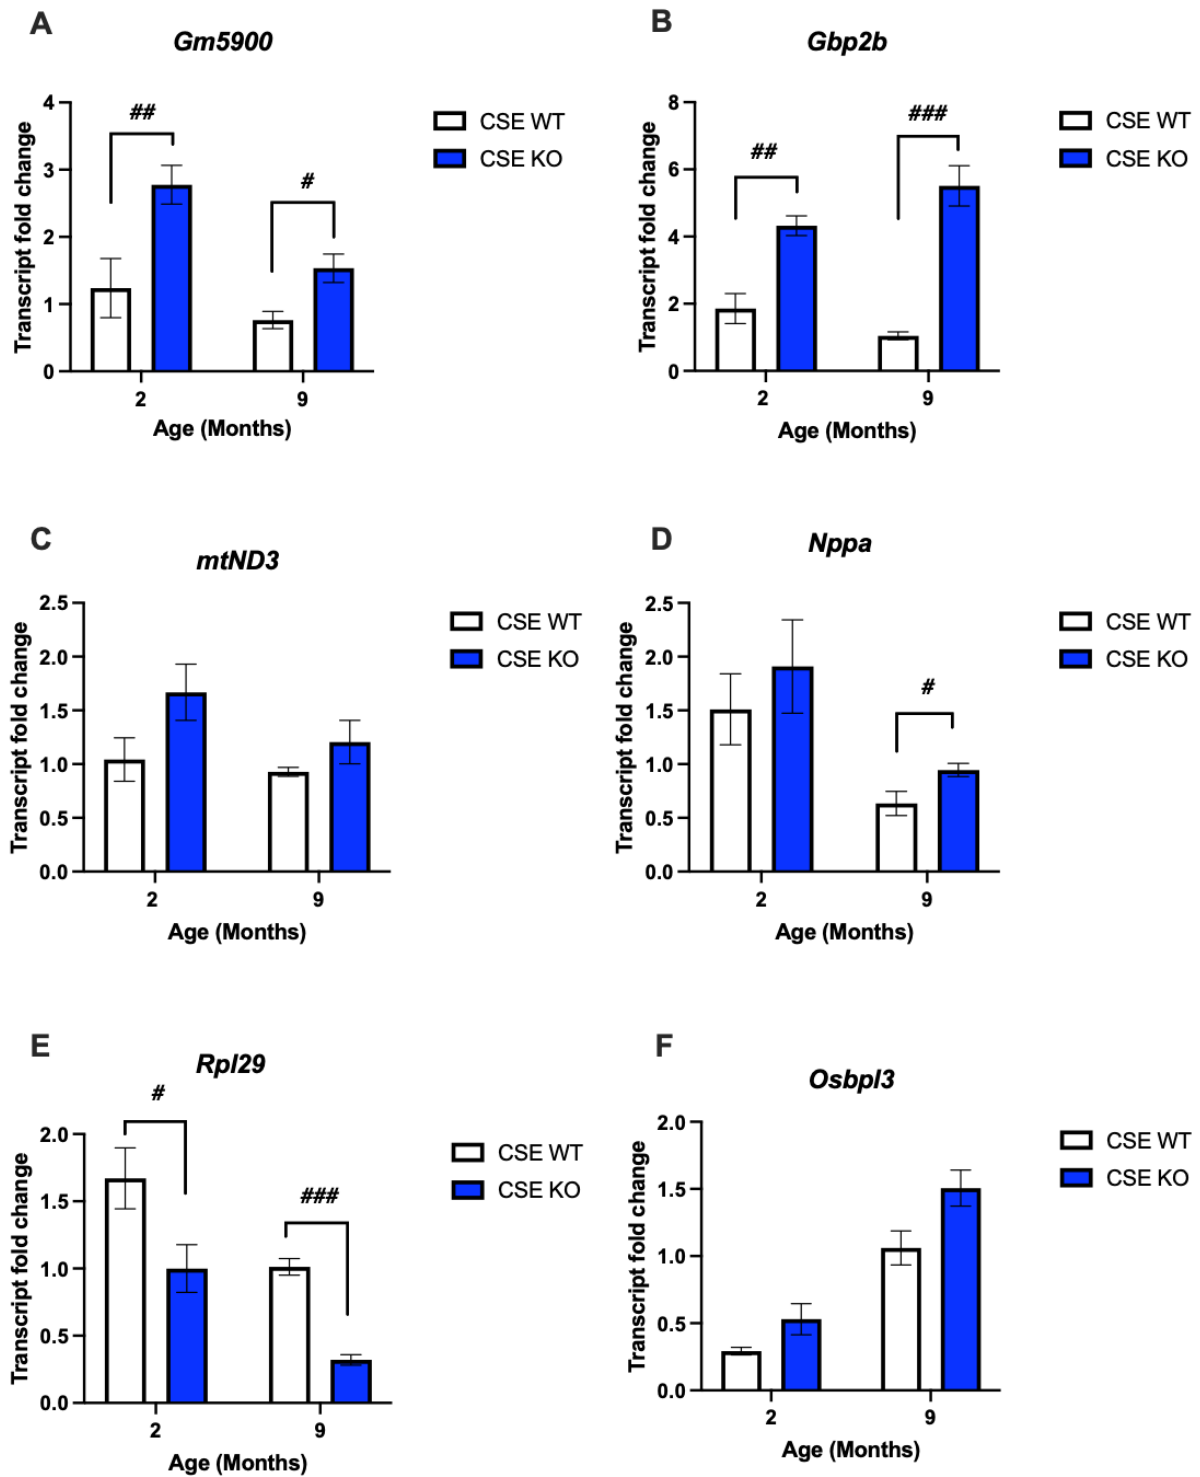 A
Gm5900
Transcript fold change
4
3
2
1
0
##
#
2
9
Age (Months)
CSE WT
CSE KO
B
Gbp2b
Transcript fold change
8
6
4
2
0
##
###
2
9
Age (Months)
CSE WT
CSE KO
C
mtND3
Transcript fold change
2.5
2.0
1.5
1.0
0.5
0.0
2
9
Age (Months)
CSE WT
CSE KO
D
Nppa
Transcript fold change
2.5
2.0
1.5
1.0
0.5
0.0
#
2
9
Age (Months)
CSE WT
CSE KO
E
Rpl29
Transcript fold change
2.0
1.5
1.0
0.5
0.0
#
###
2
9
Age (Months)
CSE WT
CSE KO
F
Osbpl3
Transcript fold change
2.0
1.5
1.0
0.5
0.0
2
9
Age (Months)
CSE WT
CSE KO